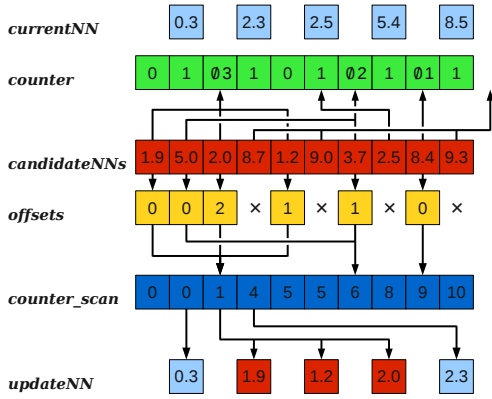 currentNN 0.3 2.3 2.5 5.4 8.5
counter 0 1 03 1 0 1 02 1 01 1
candidateNNs 1.9 5.0 2.0 8.7 1.2 9.0 3.7 2.5 8.4 9.3
offsets 0 0 2 × 1 × 1 × 0 ×
counter_scan 0 0 1 4 5 5 6 8 9 10
updateNN 0.3 1.9 1.2 2.0 2.3